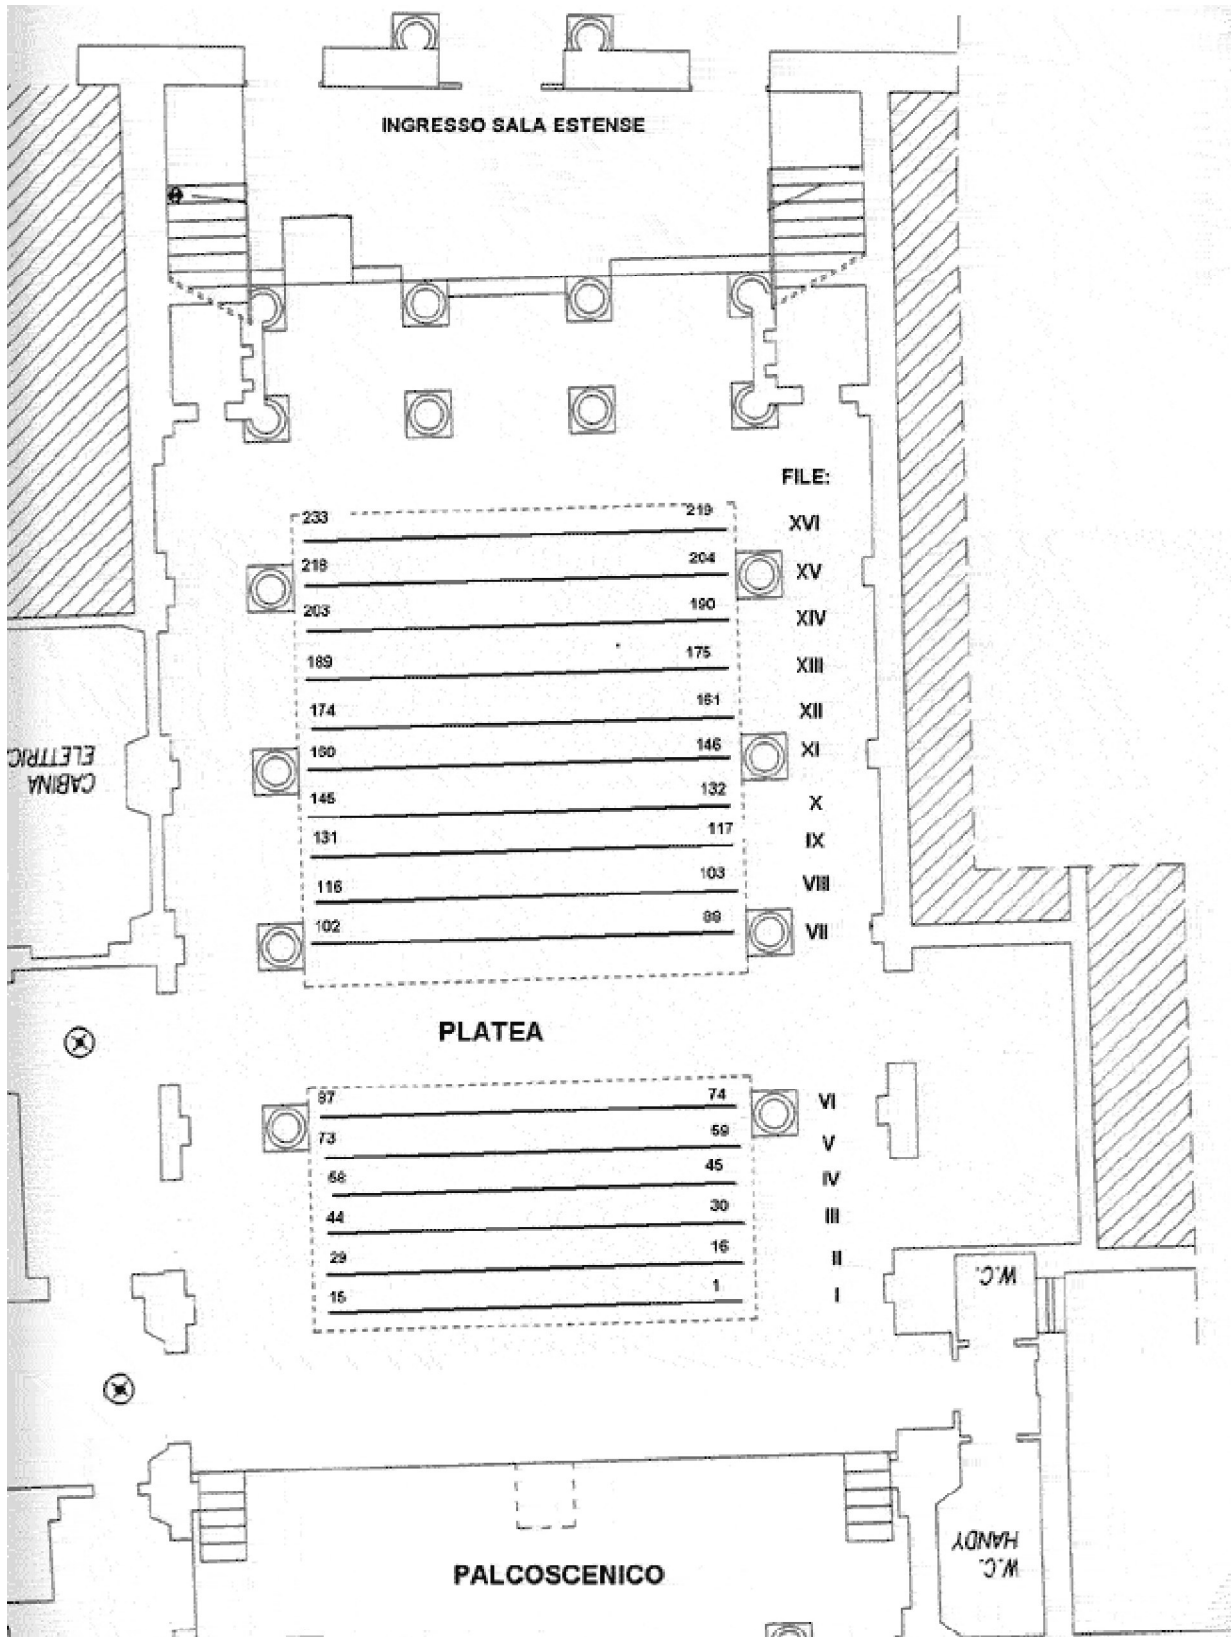 INGRESSO SALA ESTENSE
FILE:
233 219 XVI
218 204 XV
203 190 XIV
189 175 XIII
174 161 XII
160 146 XI
145 132 X
131 117 IX
116 103 VIII
102 88 VII
CABINA
ELETTRIC
PLATEA
87 74 VI
73 59 V
58 45 IV
44 30 III
29 16 II
15 1 I
W.C.
W.C.
HANDY
PALCOSCENICO